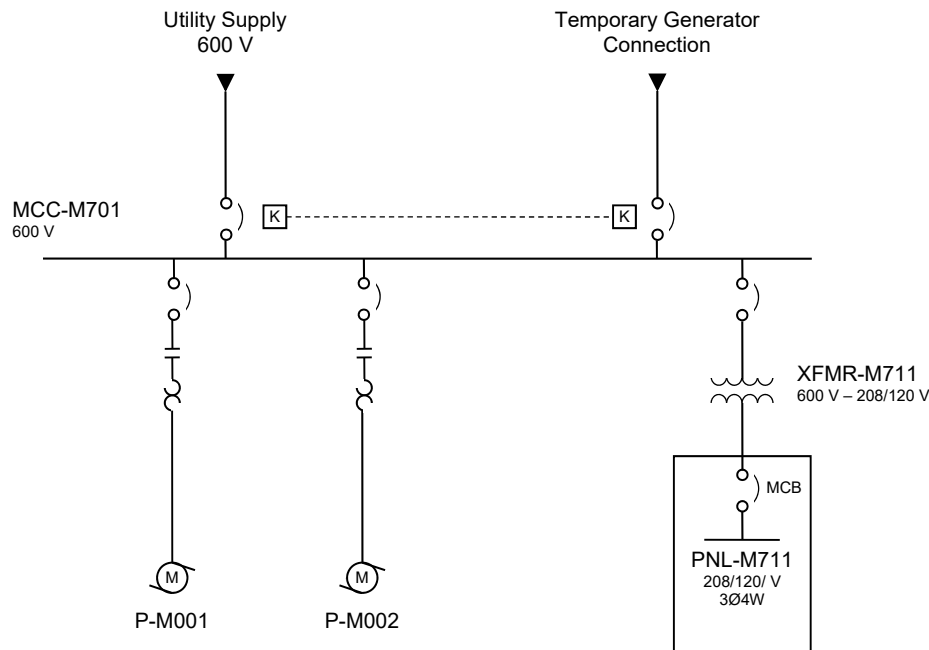 Utility Supply
600 V
Temporary Generator
Connection
MCC-M701
600 V
K
K
XFMR-M711
600 V – 208/120 V
MCB
PNL-M711
208/120/ V
3Ø4W
M
M
P-M001
P-M002